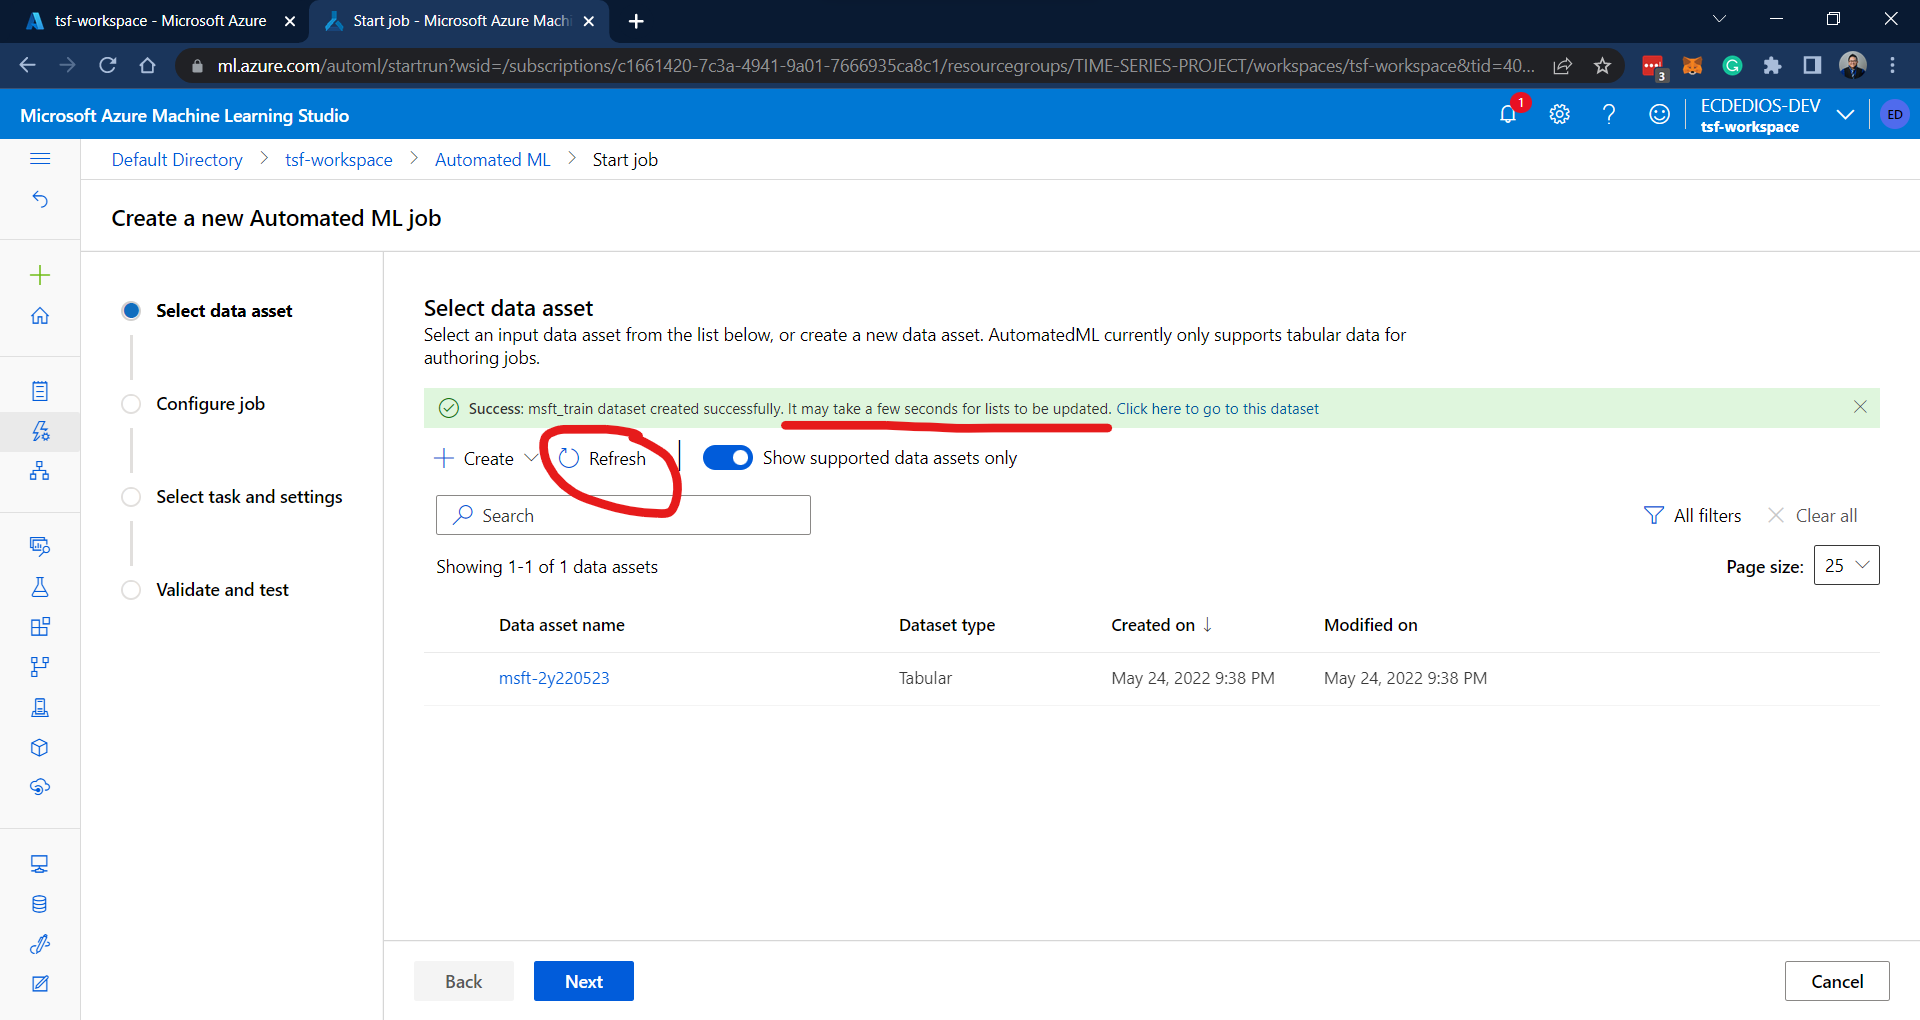 tsf-workspace - Microsoft Azure
Start job - Microsoft Azure Machi
ml.azure.com/automl/startrun?wsid=/subscriptions/c1661420-7c3a-4941-9a01-7666935ca8c1/resourcegroups/TIME-SERIES-PROJECT/workspaces/tsf-workspace&tid=40...
3
Microsoft Azure Machine Learning Studio
1
ECDEDIOS-DEV
tsf-workspace
ED
Default Directory > tsf-workspace > Automated ML > Start job
Create a new Automated ML job
Select data asset
Configure job
Select task and settings
Validate and test
Select data asset
Select an input data asset from the list below, or create a new data asset. AutomatedML currently only supports tabular data for
authoring jobs.
Success: msft_train dataset created successfully. It may take a few seconds for lists to be updated. Click here to go to this dataset
Create Refresh Show supported data assets only
Search
All filters Clear all
Showing 1-1 of 1 data assets
Page size: 25
Data asset name Dataset type Created on ↓ Modified on
msft-2y220523 Tabular May 24, 2022 9:38 PM May 24, 2022 9:38 PM
Back Next Cancel